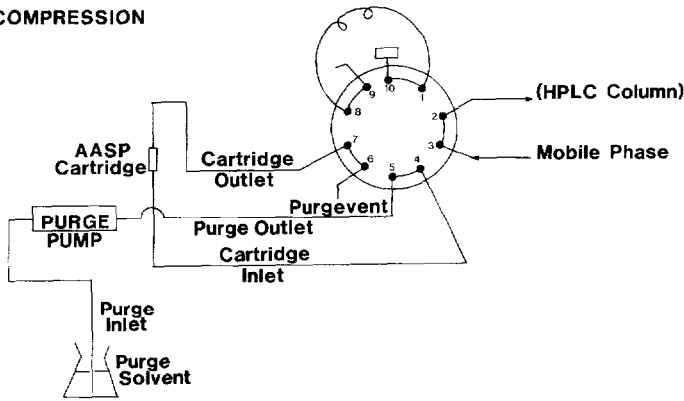 COMPRESSION
10
9
1
8
2
(HPLC Column)
7
3
Mobile Phase
6
5
4
AASP
Cartridge
Cartridge
Outlet
Purgevent
PURGE
PUMP
Purge Outlet
Cartridge
Inlet
Purge
Inlet
Purge
Solvent